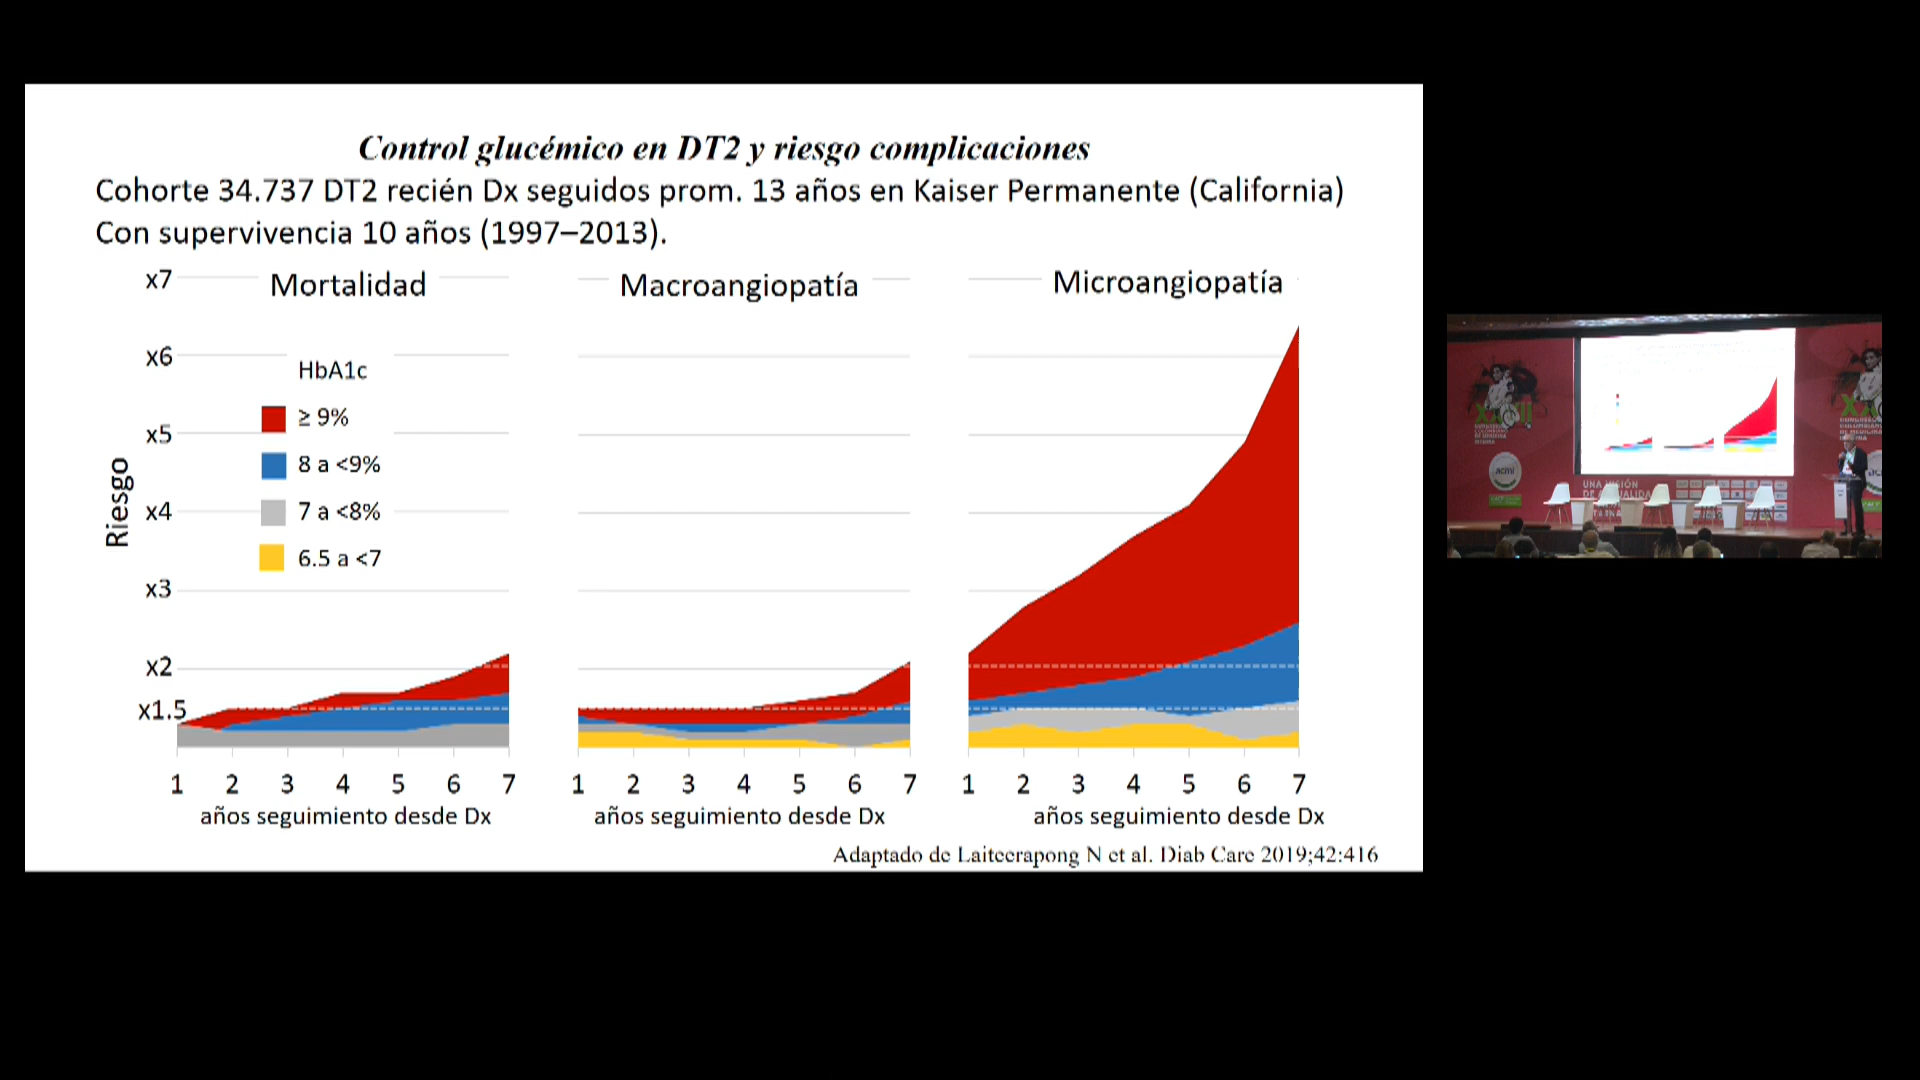 Control glucémico en DT2 y riesgo complicaciones
Cohorte 34.737 DT2 recién Dx seguidos prom. 13 años en Kaiser Permanente (California)
Con supervivencia 10 años (1997–2013).
Mortalidad
Macroangiopatía
Microangiopatía
Riesgo
x7
x6
x5
x4
x3
x2
x1.5
HbA1c
≥ 9%
8 a <9%
7 a <8%
6.5 a <7
1 2 3 4 5 6 7
años seguimiento desde Dx
1 2 3 4 5 6 7
años seguimiento desde Dx
1 2 3 4 5 6 7
años seguimiento desde Dx
Adaptado de Laiteerapong N et al. Diab Care 2019;42:416
acmi